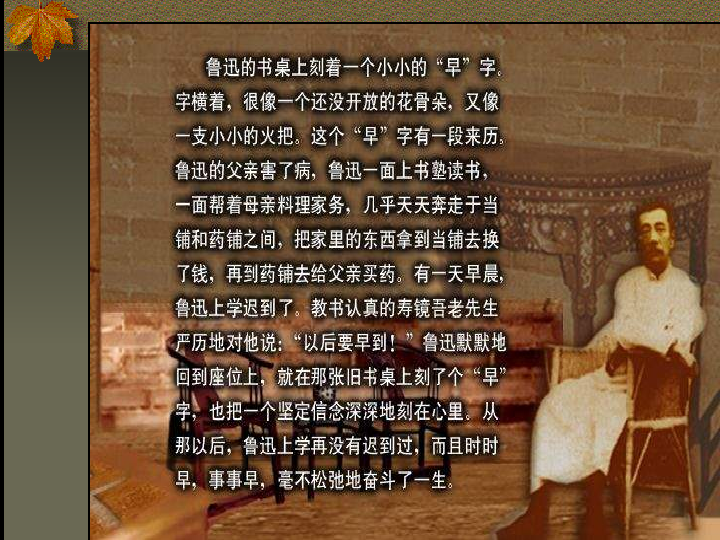 鲁迅的书桌上刻着一个小小的“早”字。
字横着，很像一个还没开放的花骨朵，又像
一支小小的火把。这个“早”字有一段来历。
鲁迅的父亲害了病，鲁迅一面上书塾读书，
一面帮着母亲料理家务，几乎天天奔走于当
铺和药铺之间，把家里的东西拿到当铺去换
了钱，再到药铺去给父亲买药。有一天早晨，
鲁迅上学迟到了。教书认真的寿镜吾老先生
严厉地对他说：“以后要早到！”鲁迅默默地
回到座位上，就在那张旧书桌上刻了个“早”
字，也把一个坚定信念深深地刻在心里。从
那以后，鲁迅上学再没有迟到过，而且时时
早，事事早，毫不松弛地奋斗了一生。